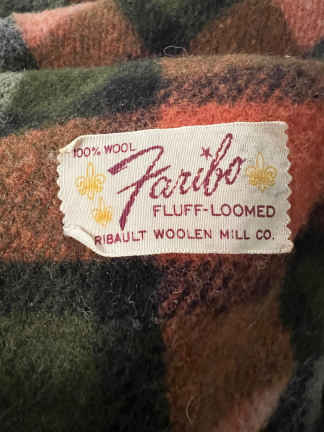 100% WOOL
Faribo
FLUFF-LOOMED
RIBAULT WOOLEN MILL CO.